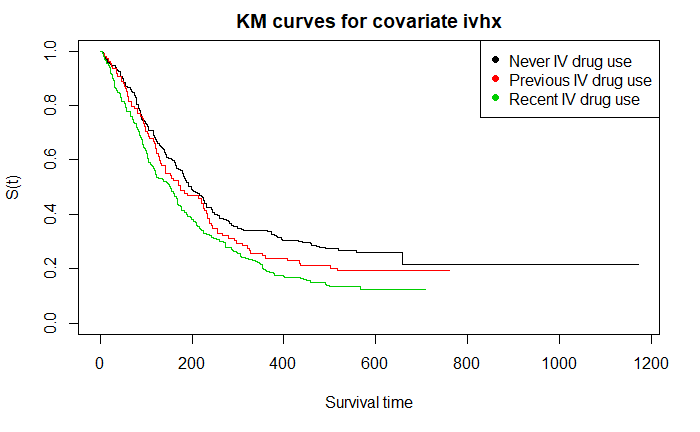 KM curves for covariate ivhx
Never IV drug use
Previous IV drug use
Recent IV drug use
S(t)
1.0
0.8
0.6
0.4
0.2
0.0
0 200 400 600 800 1000 1200
Survival time